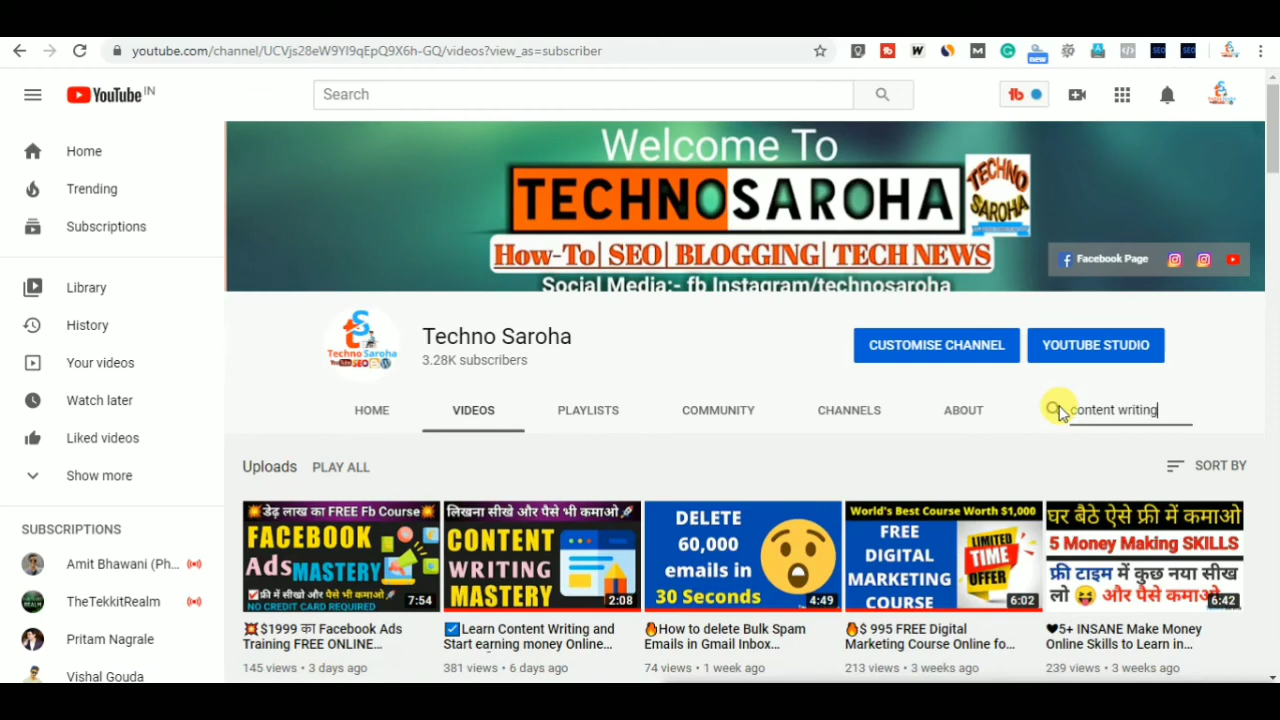 youtube.com/channel/UCVjs28eW9YI9qEpQ9X6h-GQ/videos?view_as=subscriber
new
SEO
SEO
YouTube IN
Search
Home
Trending
Subscriptions
Library
History
Your videos
Watch later
Liked videos
Show more
SUBSCRIPTIONS
Amit Bhawani (Ph...
TheTekkitRealm
Pritam Nagrale
Vishal Gouda
Welcome To
TECHNOSAROHA
TECHNO
SAROHA
How-To| SEO| BLOGGING| TECH NEWS
Social Media:- fb Instagram/technosaroha
Facebook Page
Techno Saroha
Techno Saroha
3.28K subscribers
CUSTOMISE CHANNEL
YOUTUBE STUDIO
HOME
VIDEOS
PLAYLISTS
COMMUNITY
CHANNELS
ABOUT
content writing
Uploads
PLAY ALL
SORT BY
डेढ़ लाख का FREE Fb Course
FACEBOOK
Ads MASTERY
फ्री में सीखो और पैसे भी कमाओ
NO CREDIT CARD REQUIRED
7:54
$1999 का Facebook Ads
Training FREE ONLINE...
145 views • 3 days ago
लिखना सीखे और पैसे भी कमाओ
CONTENT
WRITING
MASTERY
2:08
Learn Content Writing and
Start earning money Online...
381 views • 6 days ago
DELETE
60,000
emails in
30 Seconds
4:49
How to delete Bulk Spam
Emails in Gmail Inbox...
74 views • 1 week ago
World's Best Course Worth $1,000
FREE
DIGITAL
MARKETING
COURSE
LIMITED
TIME
OFFER
6:02
$ 995 FREE Digital
Marketing Course Online fo...
213 views • 3 weeks ago
घर बैठे ऐसे फ्री में कमाओ
5 Money Making SKILLS
फ्री टाइम में कुछ नया सीख
लो और पैसे कमाओ
6:42
5+ INSANE Make Money
Online Skills to Learn in...
239 views • 3 weeks ago